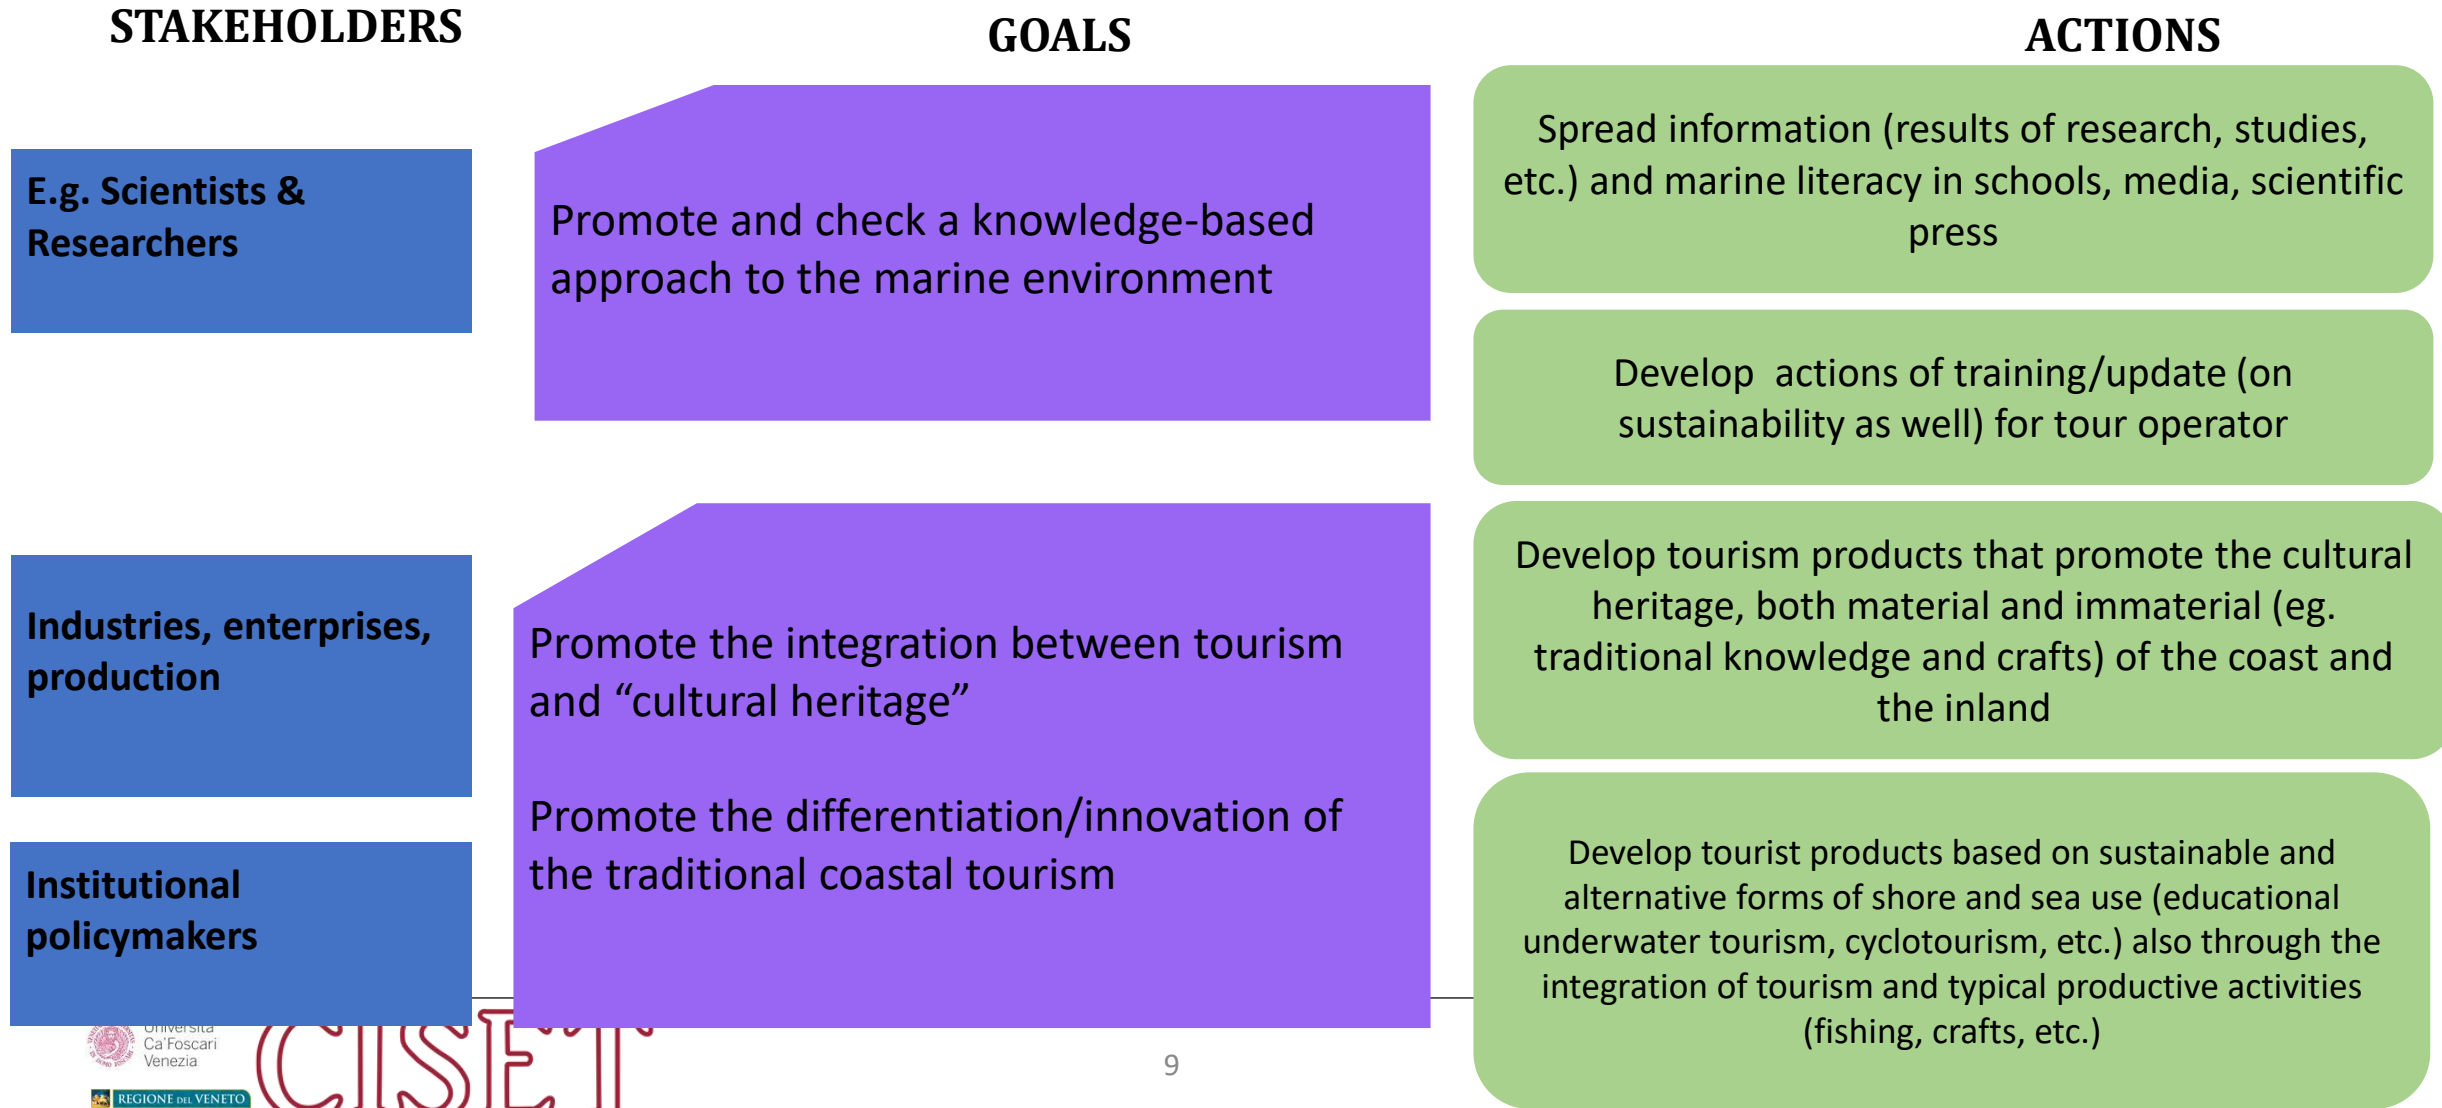 STAKEHOLDERS
GOALS
ACTIONS
E.g. Scientists &
Researchers
Promote and check a knowledge-based
approach to the marine environment
Spread information (results of research, studies,
etc.) and marine literacy in schools, media, scientific
press
Develop actions of training/update (on
sustainability as well) for tour operator
Industries, enterprises,
production
Promote the integration between tourism
and “cultural heritage”
Promote the differentiation/innovation of
the traditional coastal tourism
Develop tourism products that promote the cultural
heritage, both material and immaterial (eg.
traditional knowledge and crafts) of the coast and
the inland
Institutional
policymakers
Develop tourist products based on sustainable and
alternative forms of shore and sea use (educational
underwater tourism, cyclotourism, etc.) also through the
integration of tourism and typical productive activities
(fishing, crafts, etc.)
Università
Ca'Foscari
Venezia
REGIONE DEL VENETO
CISET
9